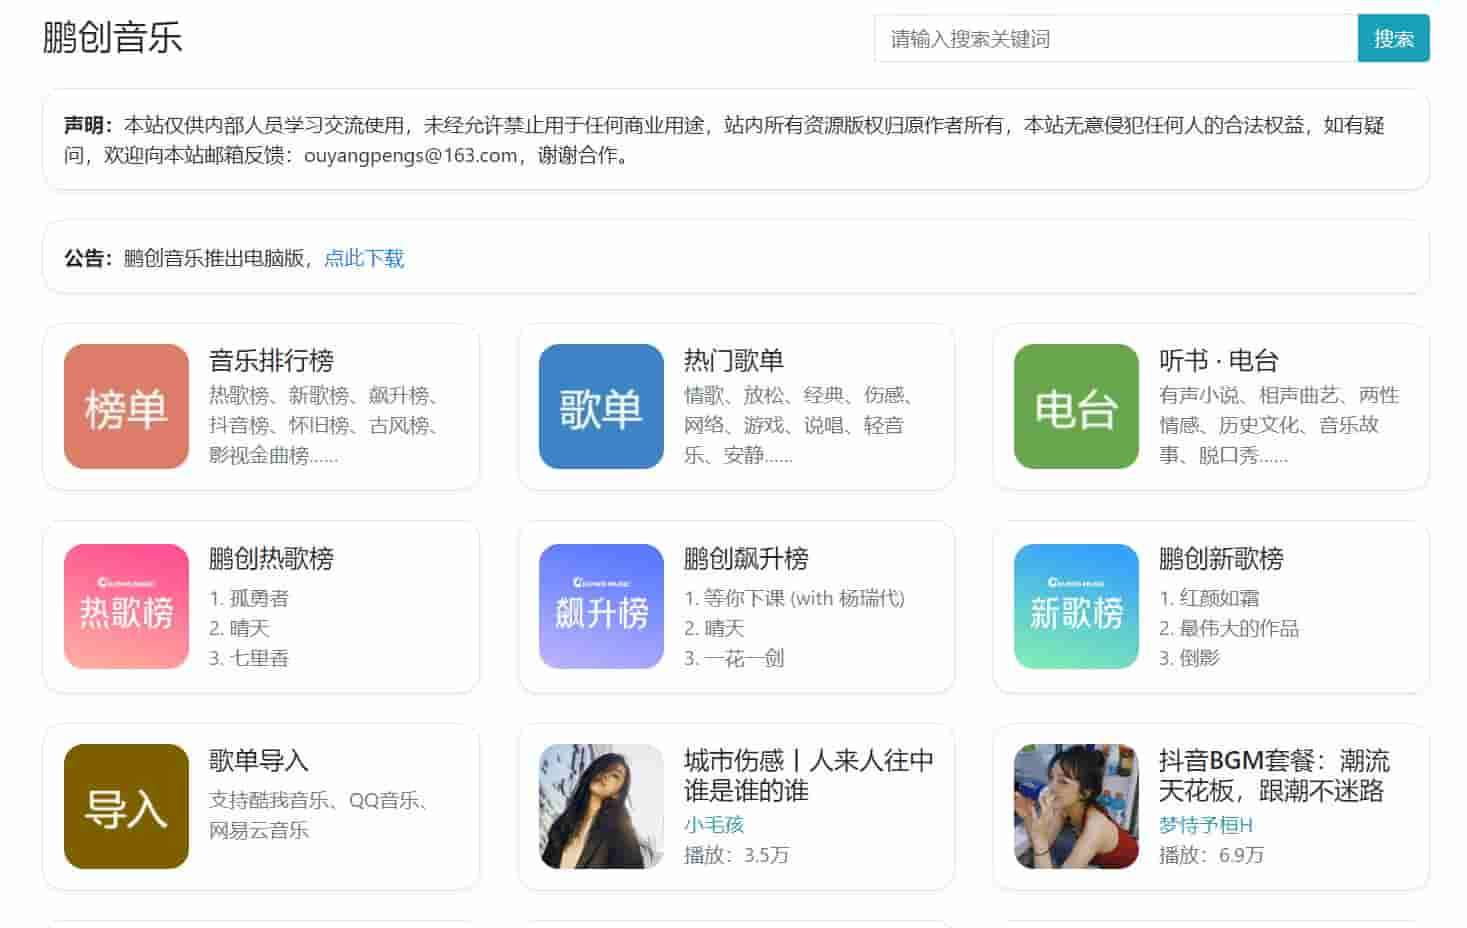 鹏创音乐
请输入搜索关键词
搜索
声明：本站仅供内部人员学习交流使用，未经允许禁止用于任何商业用途，站内所有资源版权归原作者所有，本站无意侵犯任何人的合法权益，如有疑
问，欢迎向本站邮箱反馈：ouyangpengs@163.com，谢谢合作。
公告：鹏创音乐推出电脑版，点此下载
榜单
音乐排行榜
热歌榜、新歌榜、飙升榜、
抖音榜、怀旧榜、古风榜、
影视金曲榜......
歌单
热门歌单
情歌、放松、经典、伤感、
网络、游戏、说唱、轻音
乐、安静......
电台
听书 · 电台
有声小说、相声曲艺、两性
情感、历史文化、音乐故
事、脱口秀......
热歌榜
鹏创热歌榜
1. 孤勇者
2. 晴天
3. 七里香
飙升榜
鹏创飙升榜
1. 等你下课 (with 杨瑞代)
2. 晴天
3. 一花一剑
新歌榜
鹏创新歌榜
1. 红颜如霜
2. 最伟大的作品
3. 倒影
导入
歌单导入
支持酷我音乐、QQ音乐、
网易云音乐
城市伤感丨人来人往中
谁是谁的谁
小毛孩
播放：3.5万
抖音BGM套餐：潮流
天花板，跟潮不迷路
梦恃予桓H
播放：6.9万